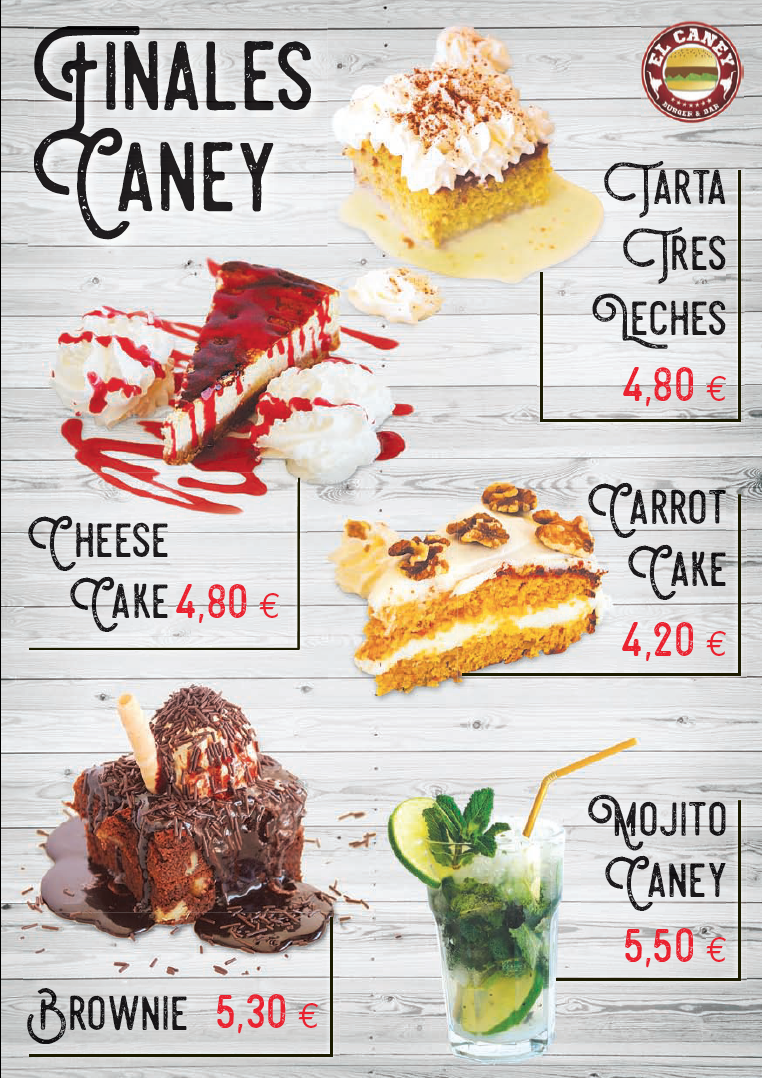 Finales
Caney
EL CANEY
BURGER & BAR
Tarta
Tres
Leches
4,80 €
Cheese
Cake 4,80 €
Carrot
Cake
4,20 €
Mojito
Caney
5,50 €
Brownie 5,30 €